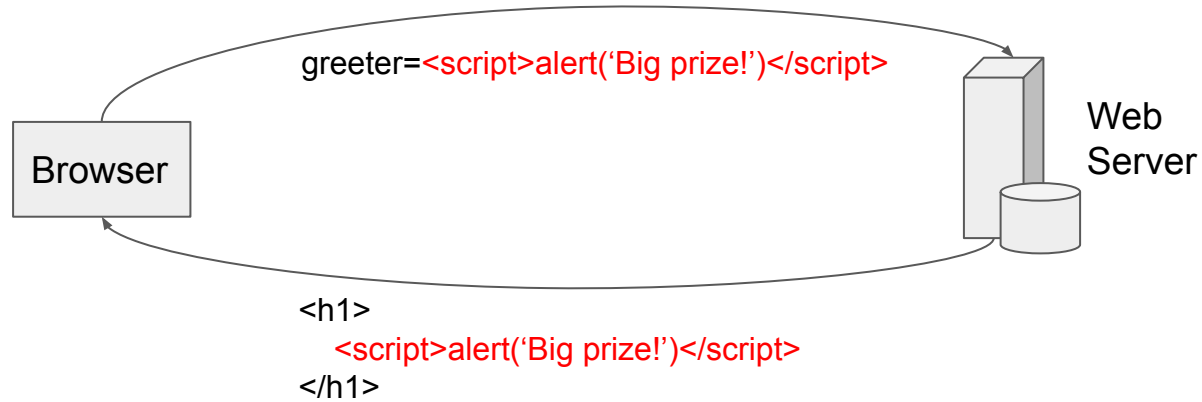 greeter=<script>alert(‘Big prize!’)</script>
Browser
Web
Server
<h1>
<script>alert(‘Big prize!’)</script>
</h1>